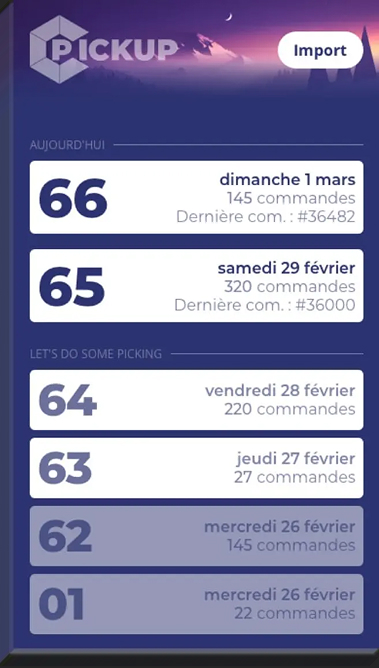 PICKUP
Import
AUJOURD'HUI
66
dimanche 1 mars
145 commandes
Dernière com. : #36482
65
samedi 29 février
320 commandes
Dernière com. : #36000
LET'S DO SOME PICKING
64
vendredi 28 février
220 commandes
63
jeudi 27 février
27 commandes
62
mercredi 26 février
145 commandes
01
mercredi 26 février
22 commandes